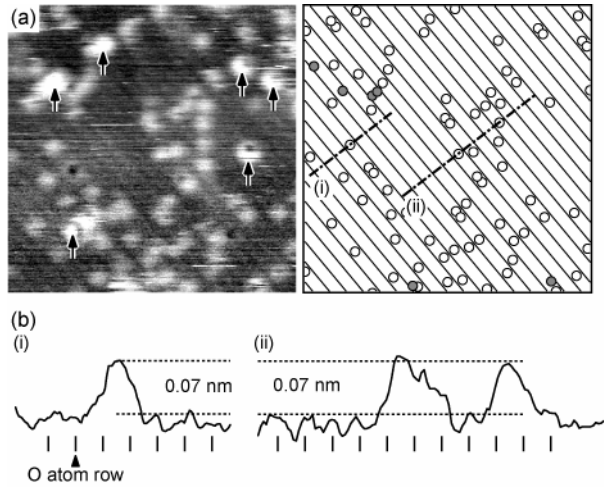 (a)
(i)
(ii)
(b)
(i)
(ii)
0.07 nm
0.07 nm
O atom row